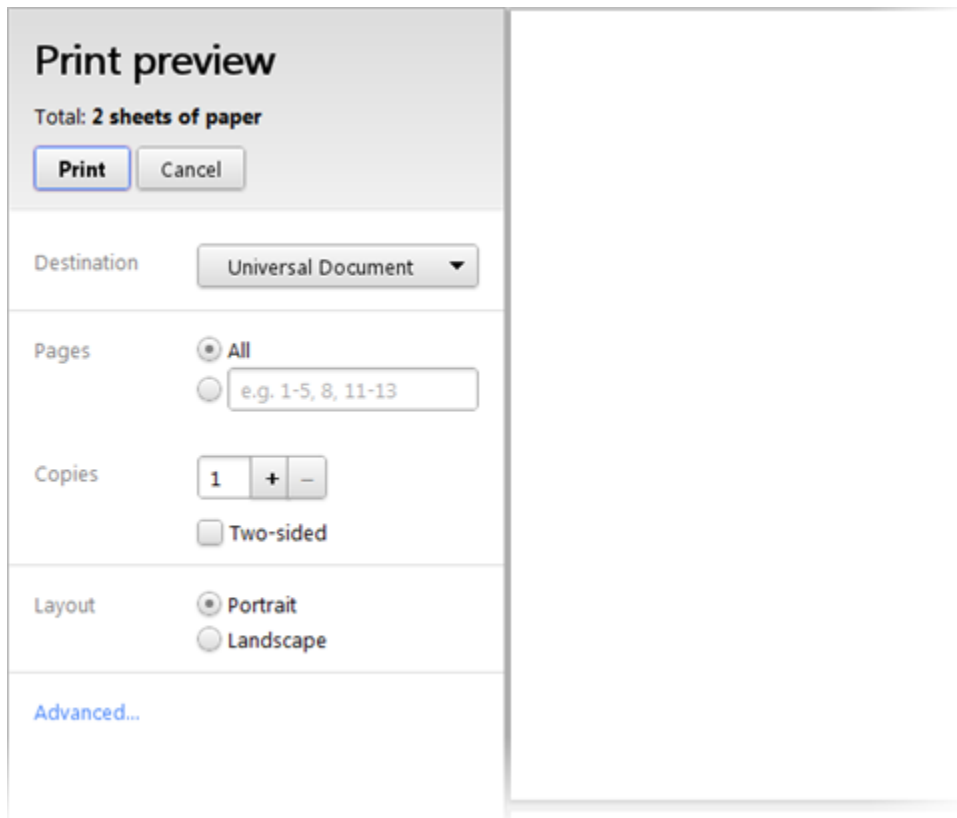 Print preview
Total: 2 sheets of paper
Print Cancel
Destination Universal Document
Pages All
e.g. 1-5, 8, 11-13
Copies 1 + −
Two-sided
Layout Portrait
Landscape
Advanced...